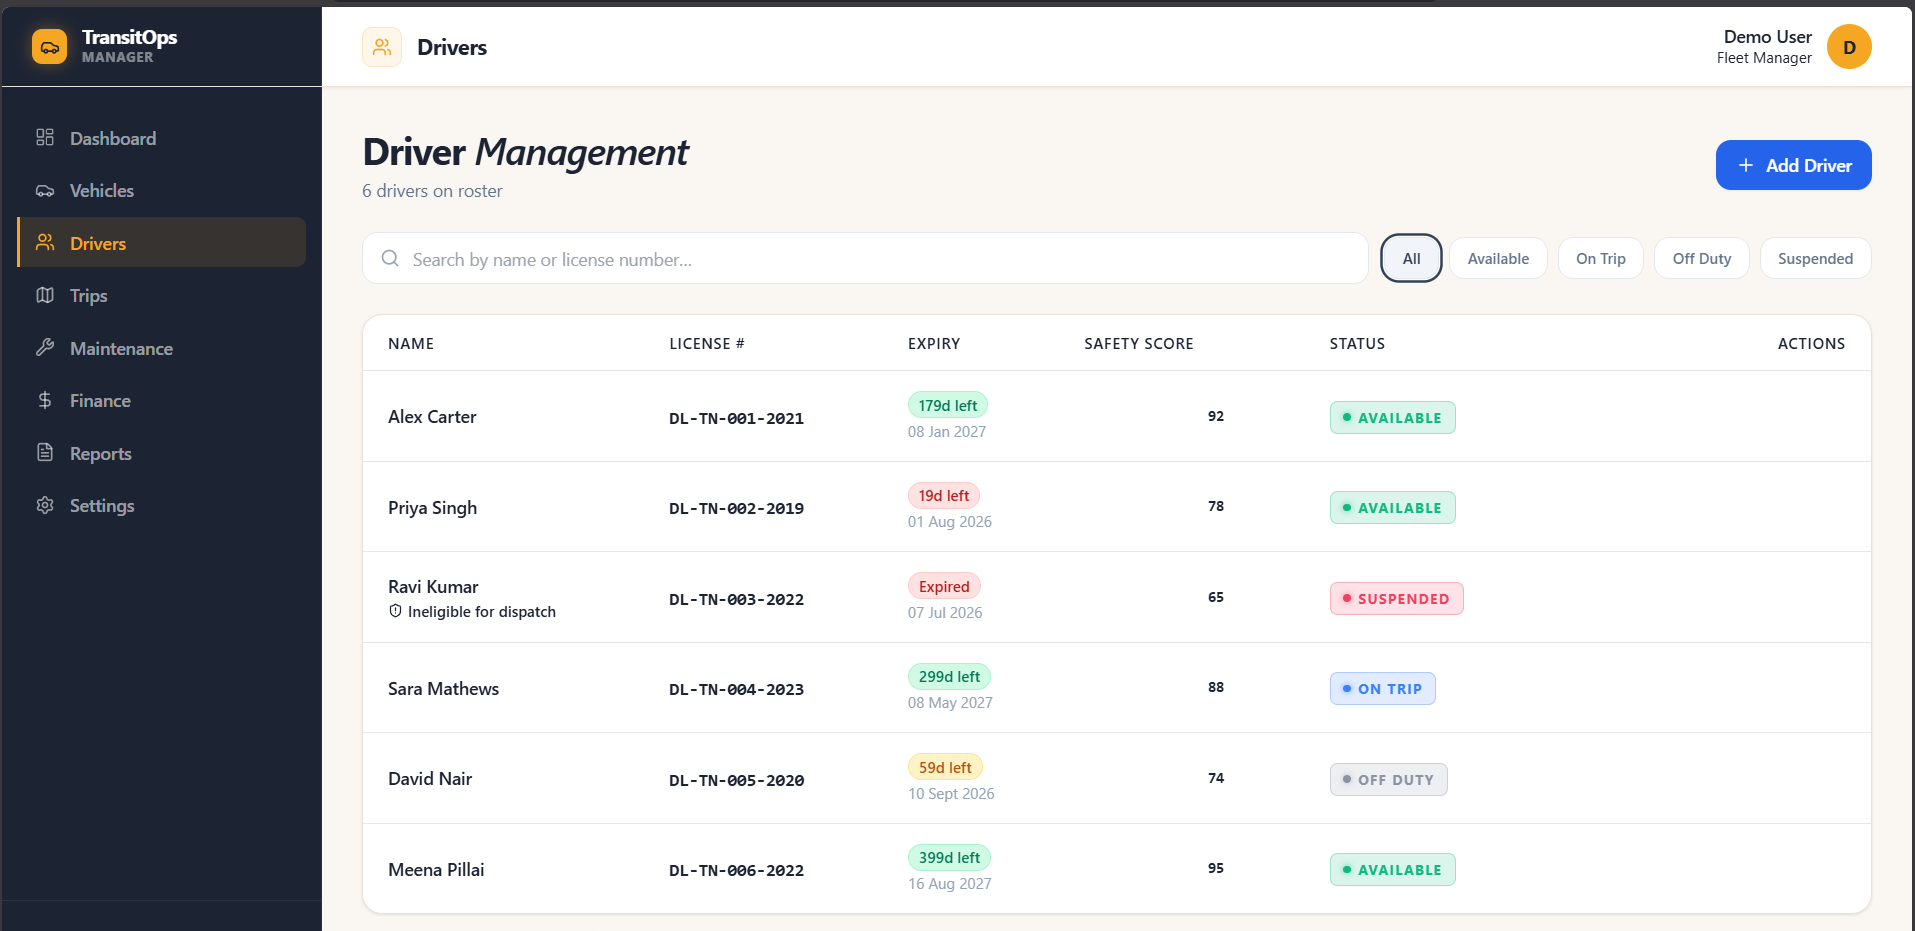 TransitOps
MANAGER
Dashboard
Vehicles
Drivers
Trips
Maintenance
Finance
Reports
Settings
Drivers
Demo User
Fleet Manager
D
Driver Management
6 drivers on roster
+ Add Driver
Search by name or license number...
All
Available
On Trip
Off Duty
Suspended
NAME LICENSE # EXPIRY SAFETY SCORE STATUS ACTIONS
Alex Carter DL-TN-001-2021 179d left 92 AVAILABLE
08 Jan 2027
Priya Singh DL-TN-002-2019 19d left 78 AVAILABLE
01 Aug 2026
Ravi Kumar DL-TN-003-2022 Expired 65 SUSPENDED
Ineligible for dispatch 07 Jul 2026
Sara Mathews DL-TN-004-2023 299d left 88 ON TRIP
08 May 2027
David Nair DL-TN-005-2020 59d left 74 OFF DUTY
10 Sept 2026
Meena Pillai DL-TN-006-2022 399d left 95 AVAILABLE
16 Aug 2027